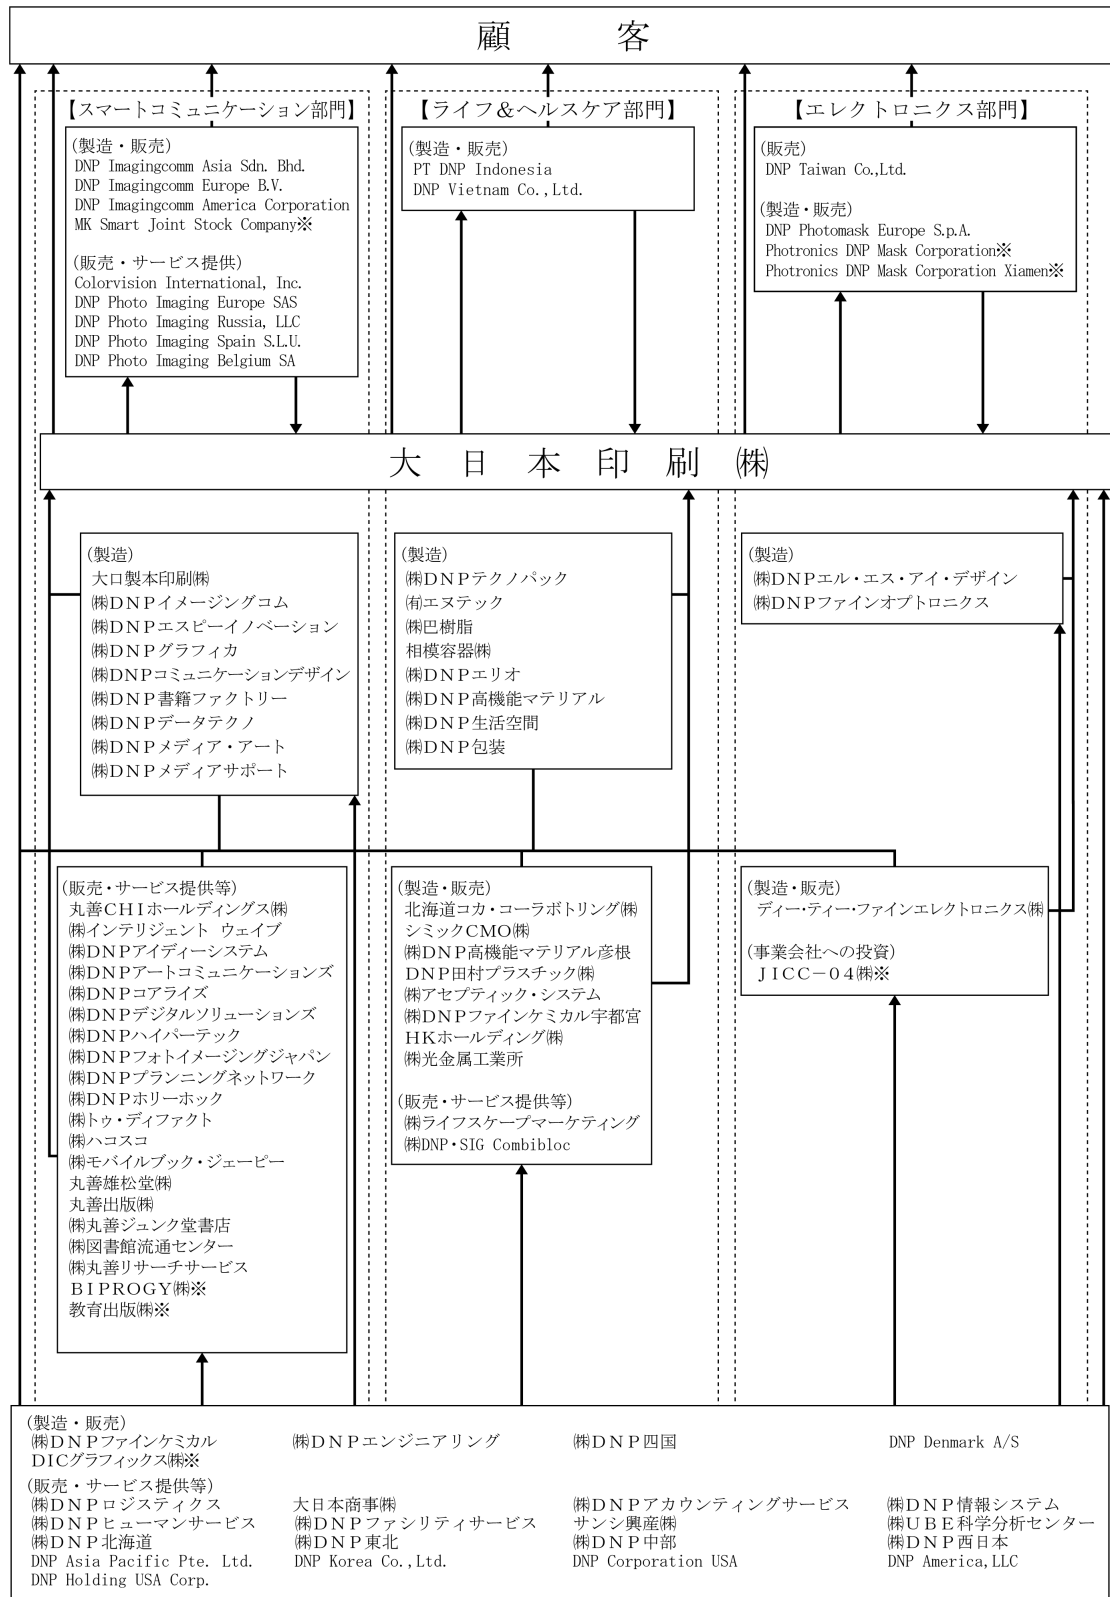 顧客
【スマートコミュニケーション部門】
(製造・販売)
DNP Imagingcomm Asia Sdn. Bhd.
DNP Imagingcomm Europe B.V.
DNP Imagingcomm America Corporation
MK Smart Joint Stock Company※
(販売・サービス提供)
Colorvision International, Inc.
DNP Photo Imaging Europe SAS
DNP Photo Imaging Russia, LLC
DNP Photo Imaging Spain S.L.U.
DNP Photo Imaging Belgium SA
【ライフ&ヘルスケア部門】
(製造・販売)
PT DNP Indonesia
DNP Vietnam Co.,Ltd.
【エレクトロニクス部門】
(販売)
DNP Taiwan Co.,Ltd.
(製造・販売)
DNP Photomask Europe S.p.A.
Photronics DNP Mask Corporation※
Photronics DNP Mask Corporation Xiamen※
大日本印刷㈱
(製造)
大口製本印刷㈱
㈱DNPイメージングコム
㈱DNPエスピーイノベーション
㈱DNPグラフィカ
㈱DNPコミュニケーションデザイン
㈱DNP書籍ファクトリー
㈱DNPデータテクノ
㈱DNPメディア・アート
㈱DNPメディアサポート
(製造)
㈱DNPテクノパック
㈲エヌテック
㈱巴樹脂
相模容器㈱
㈱DNPエリオ
㈱DNP高機能マテリアル
㈱DNP生活空間
㈱DNP包装
(製造)
㈱DNPエル・エス・アイ・デザイン
㈱DNPファインオプトロニクス
(販売・サービス提供等)
丸善CHIホールディングス㈱
㈱インテリジェント ウェイブ
㈱DNPアイディーシステム
㈱DNPアートコミュニケーションズ
㈱DNPコアライズ
㈱DNPデジタルソリューションズ
㈱DNPハイパーテック
㈱DNPフォトイメージングジャパン
㈱DNPプランニングネットワーク
㈱DNPホリーホック
㈱トゥ・ディファクト
㈱ハコスコ
㈱モバイルブック・ジェーピー
丸善雄松堂㈱
丸善出版㈱
㈱丸善ジュンク堂書店
㈱図書館流通センター
㈱丸善リサーチサービス
BIPROGY㈱※
教育出版㈱※
(製造・販売)
北海道コカ・コーラボトリング㈱
シミックCMO㈱
㈱DNP高機能マテリアル彦根
DNP田村プラスチック㈱
㈱アセプティック・システム
㈱DNPファインケミカル宇都宮
HKホールディング㈱
㈱光金属工業所
(販売・サービス提供等)
㈱ライフスケープマーケティング
㈱DNP・SIG Combibloc
(製造・販売)
ディー・ティー・ファインエレクトロニクス㈱
(事業会社への投資)
JICC－04㈱※
(製造・販売)
㈱DNPファインケミカル ㈱DNPエンジニアリング ㈱DNP四国 DNP Denmark A/S
DICグラフィックス㈱※
(販売・サービス提供等)
㈱DNPロジスティクス 大日本商事㈱ ㈱DNPアカウンティングサービス ㈱DNP情報システム
㈱DNPヒューマンサービス ㈱DNPファシリティサービス サンシ興産㈱ ㈱UBE科学分析センター
㈱DNP北海道 ㈱DNP東北 ㈱DNP中部 ㈱DNP西日本
DNP Asia Pacific Pte. Ltd. DNP Korea Co.,Ltd. DNP Corporation USA DNP America,LLC
DNP Holding USA Corp.